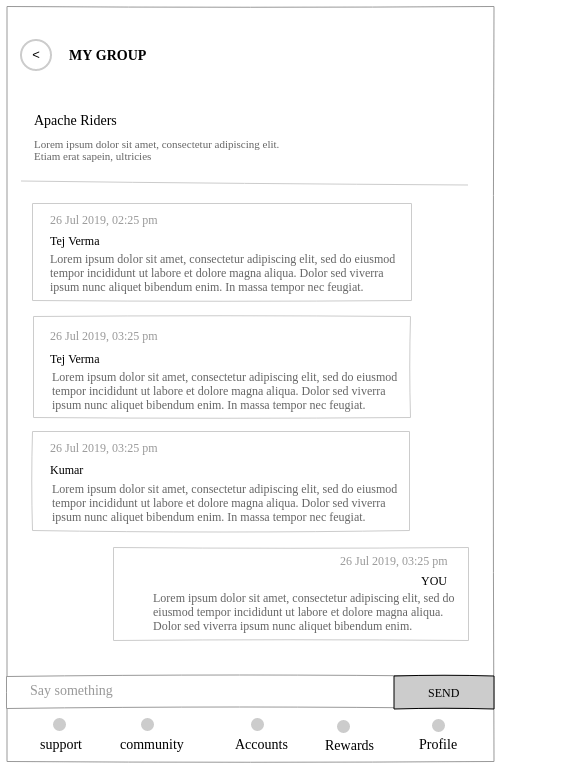 <
MY GROUP
Apache Riders
Lorem ipsum dolor sit amet, consectetur adipiscing elit.
Etiam erat sapein, ultricies
26 Jul 2019, 02:25 pm
Tej Verma
Lorem ipsum dolor sit amet, consectetur adipiscing elit, sed do eiusmod
tempor incididunt ut labore et dolore magna aliqua. Dolor sed viverra
ipsum nunc aliquet bibendum enim. In massa tempor nec feugiat.
26 Jul 2019, 03:25 pm
Tej Verma
Lorem ipsum dolor sit amet, consectetur adipiscing elit, sed do eiusmod
tempor incididunt ut labore et dolore magna aliqua. Dolor sed viverra
ipsum nunc aliquet bibendum enim. In massa tempor nec feugiat.
26 Jul 2019, 03:25 pm
Kumar
Lorem ipsum dolor sit amet, consectetur adipiscing elit, sed do eiusmod
tempor incididunt ut labore et dolore magna aliqua. Dolor sed viverra
ipsum nunc aliquet bibendum enim. In massa tempor nec feugiat.
26 Jul 2019, 03:25 pm
YOU
Lorem ipsum dolor sit amet, consectetur adipiscing elit, sed do
eiusmod tempor incididunt ut labore et dolore magna aliqua.
Dolor sed viverra ipsum nunc aliquet bibendum enim.
Say something
SEND
support
community
Accounts
Rewards
Profile